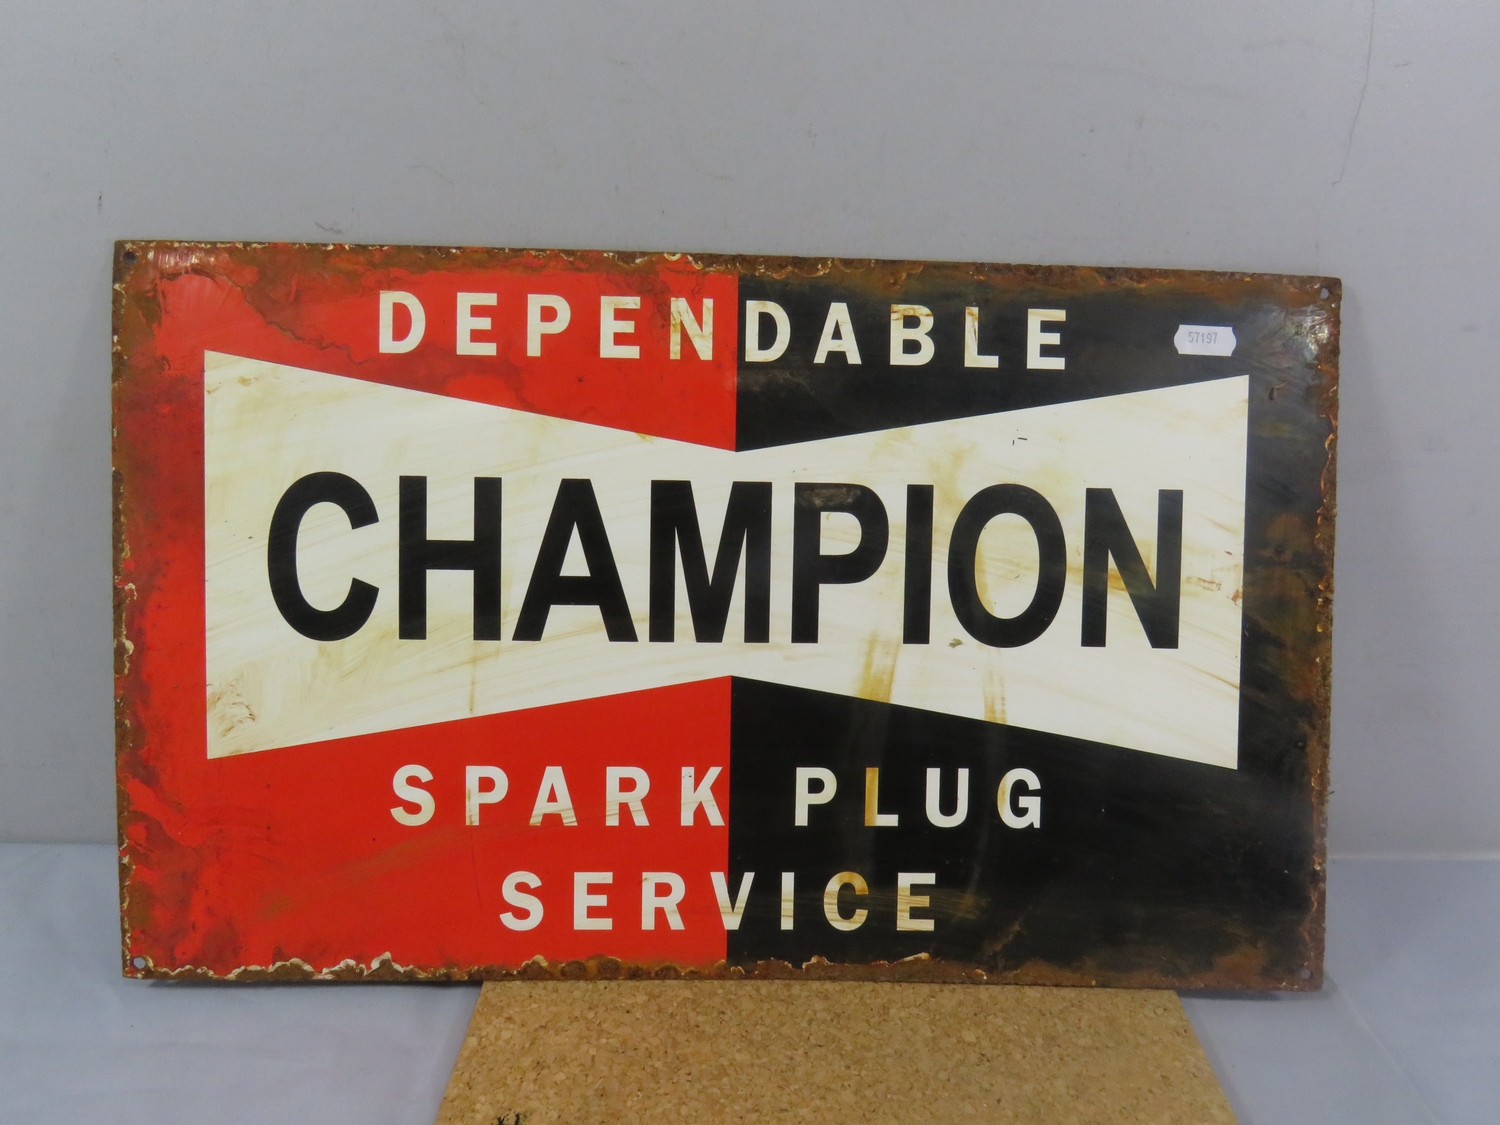 DEPENDABLE
57197
CHAMPION
SPARK PLUG
SERVICE